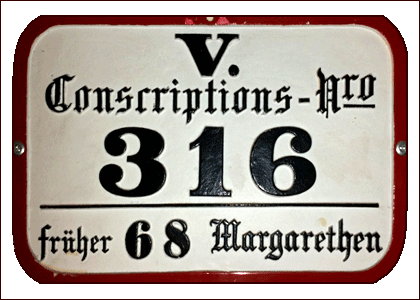 V.
Conscriptions-Nro
316
früher 68 Margarethen